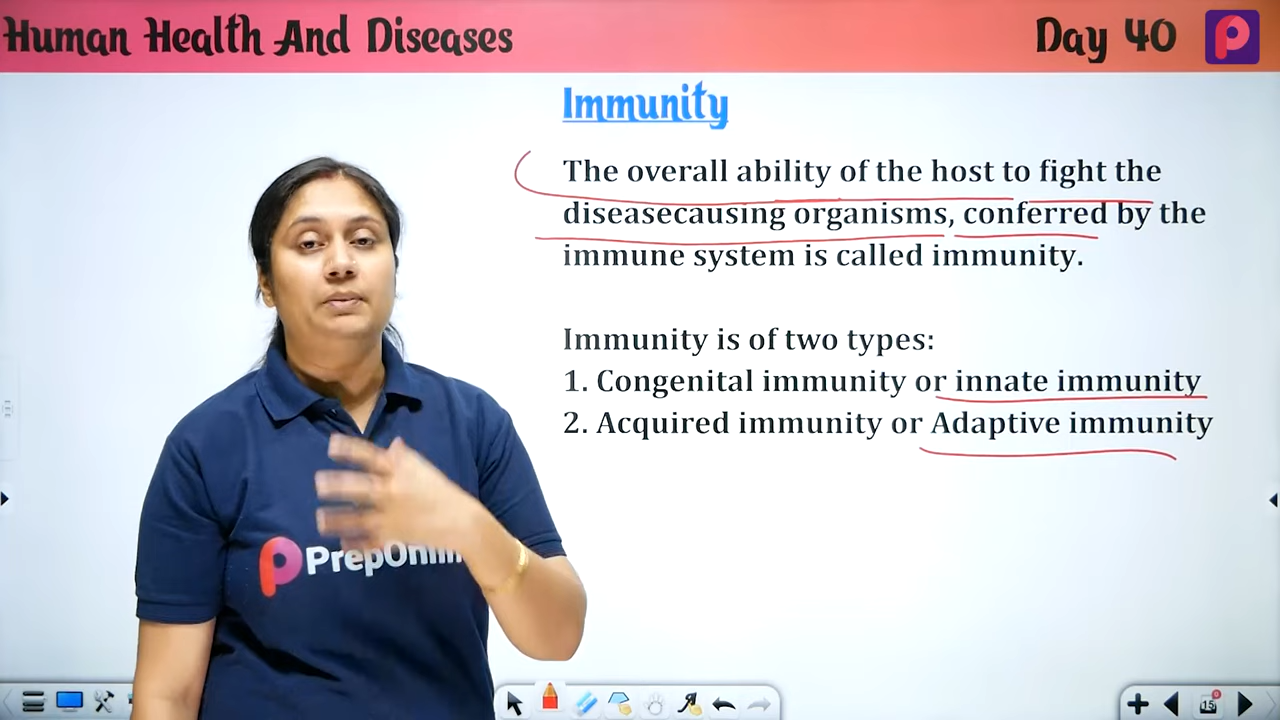 Human Health And Diseases
Day 40
Immunity
The overall ability of the host to fight the
diseasecausing organisms, conferred by the
immune system is called immunity.
Immunity is of two types:
1. Congenital immunity or innate immunity
2. Acquired immunity or Adaptive immunity
15